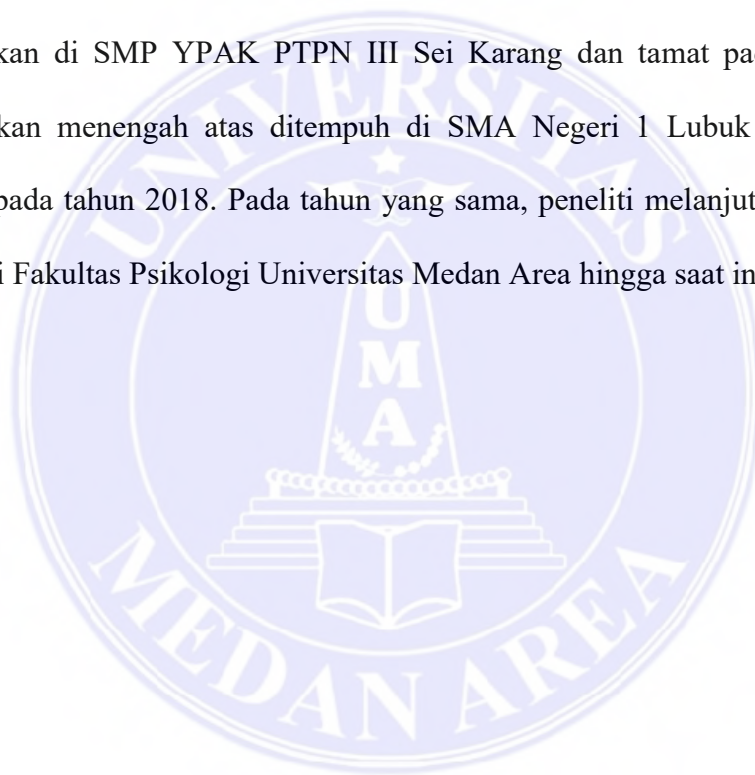 kan di SMP YPAK PTPN III Sei Karang dan tamat pa
kan menengah atas ditempuh di SMA Negeri 1 Lubuk
pada tahun 2018. Pada tahun yang sama, peneliti melanjut
i Fakultas Psikologi Universitas Medan Area hingga saat in
UNIVERSITAS
UMA
MEDAN AREA